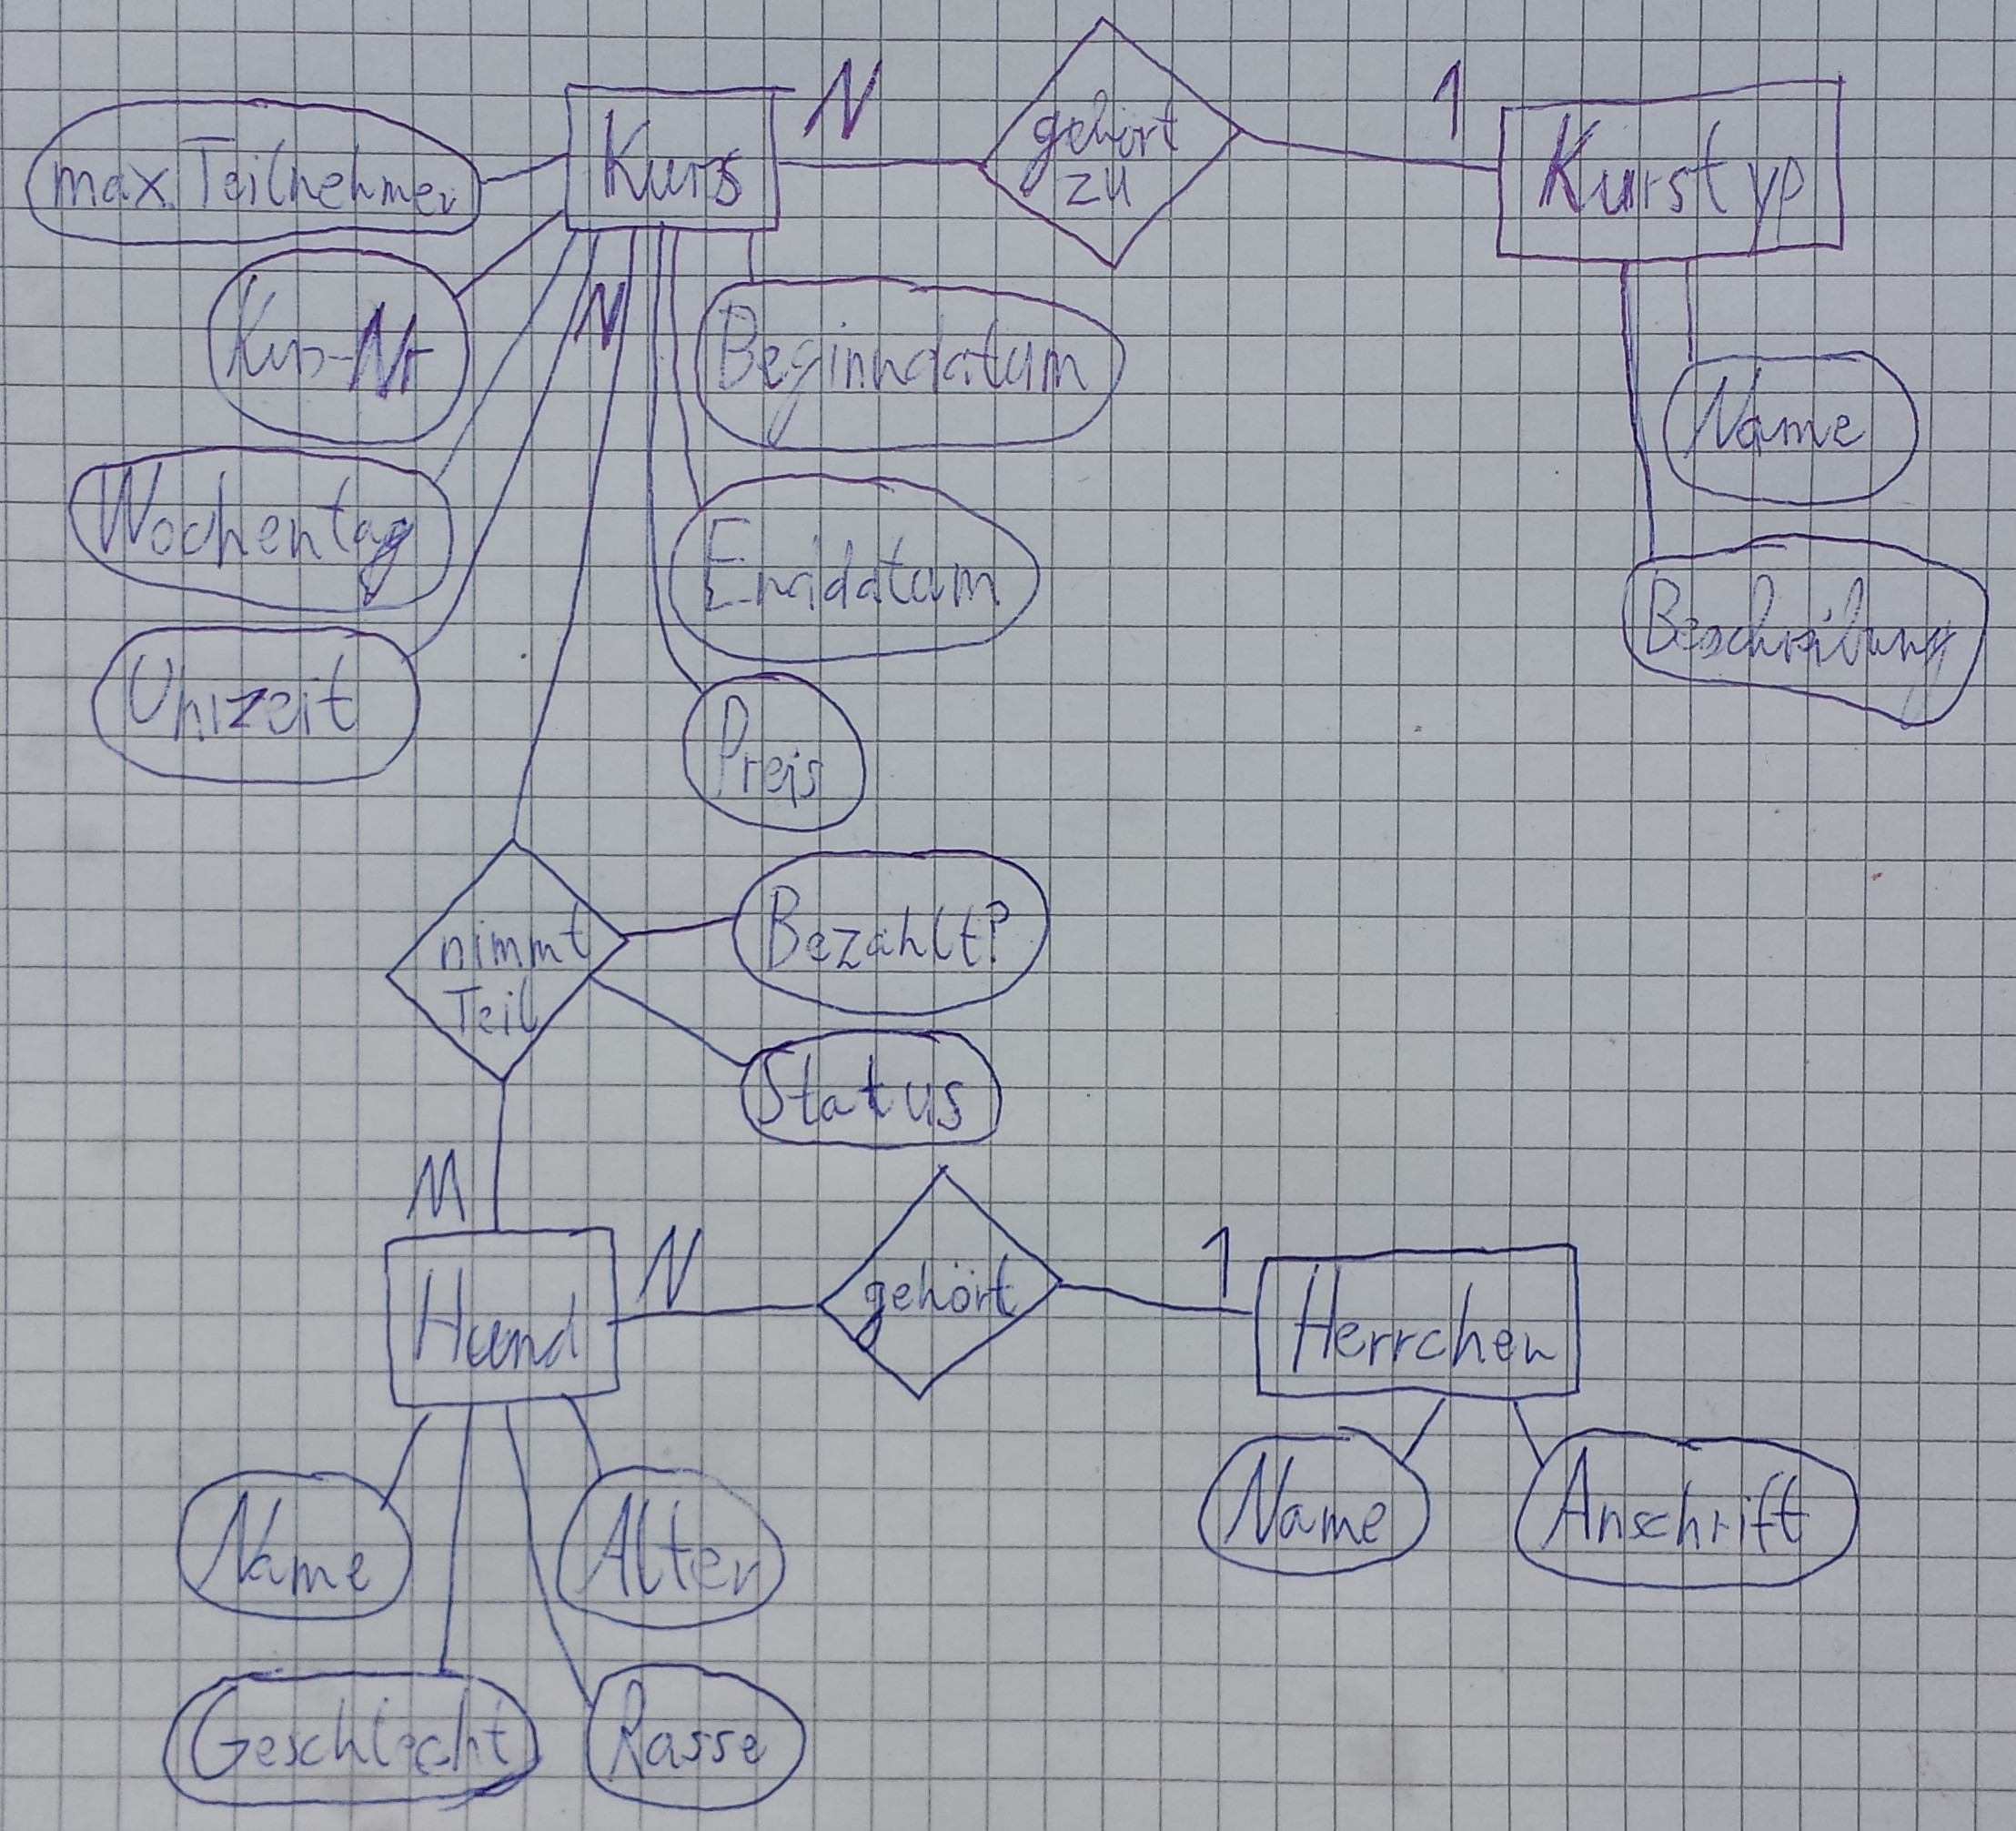 N
1
max. Teilnehmer
Kurs
gehört
zu
Kurstyp
Kurs-Nr
N
Beginndatum
Name
Wochentag
Enddatum
Beschreibung
Uhrzeit
Preis
nimmt
Teil
Bezahlt?
Status
M
N
1
Hund
gehört
Herrchen
Name
Alter
Name
Anschrift
Geschlecht
Rasse